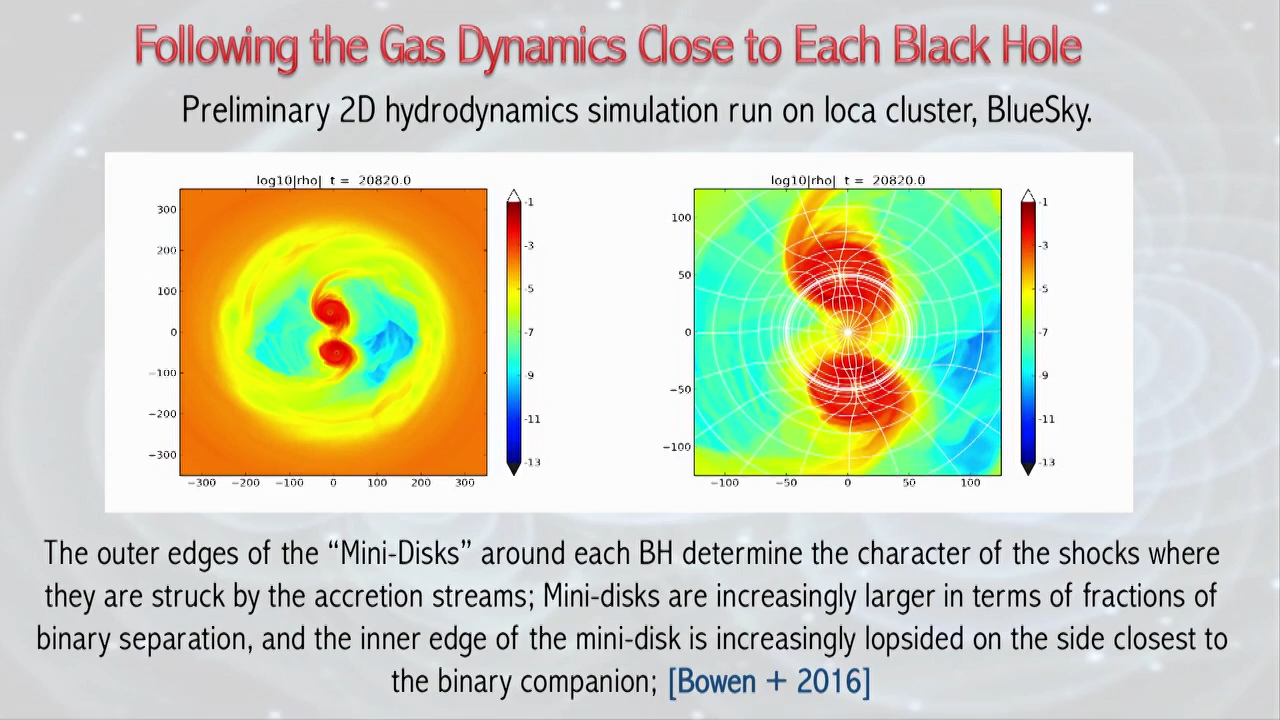 Following the Gas Dynamics Close to Each Black Hole
Preliminary 2D hydrodynamics simulation run on loca cluster, BlueSky.
log10|rho| t = 20820.0
300
200
100
0
−100
−200
−300
−300 −200 −100 0 100 200 300
-1
-3
-5
-7
-9
-11
-13
log10|rho| t = 20820.0
100
50
0
−50
−100
−100 −50 0 50 100
-1
-3
-5
-7
-9
-11
-13
The outer edges of the “Mini-Disks” around each BH determine the character of the shocks where
they are struck by the accretion streams; Mini-disks are increasingly larger in terms of fractions of
binary separation, and the inner edge of the mini-disk is increasingly lopsided on the side closest to
the binary companion; [Bowen + 2016]